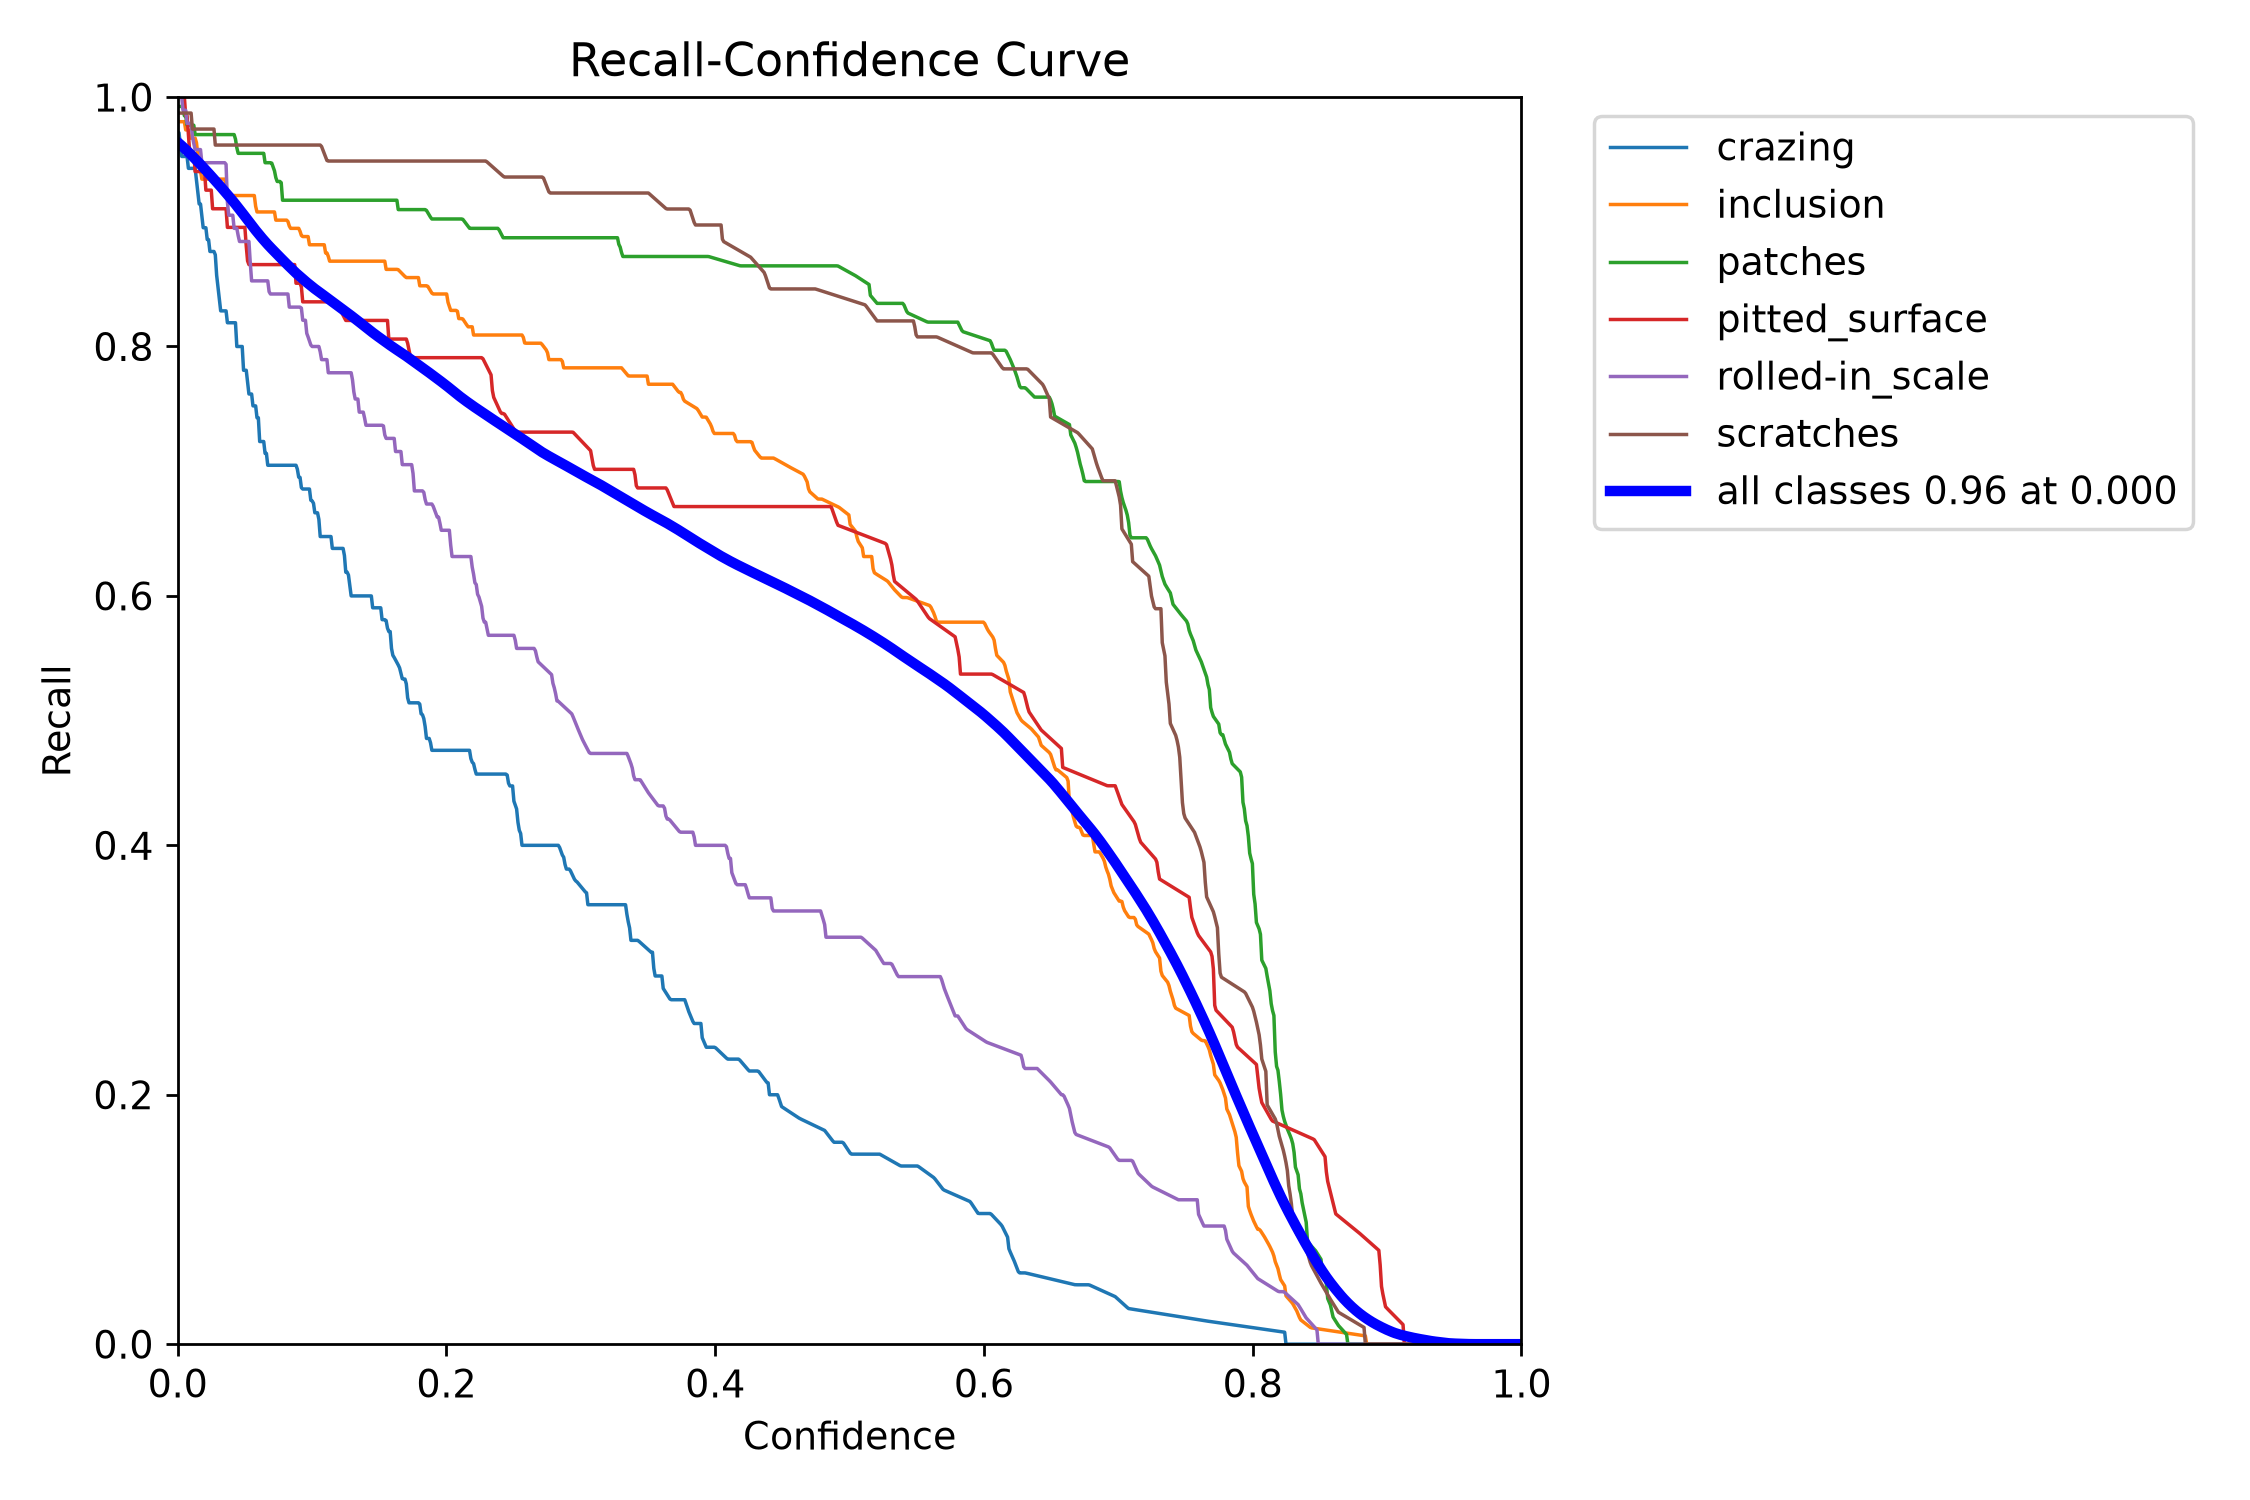 Recall-Confidence Curve
1.0
0.8
0.6
0.4
0.2
0.0
Recall
0.0 0.2 0.4 0.6 0.8 1.0
Confidence
crazing
inclusion
patches
pitted_surface
rolled-in_scale
scratches
all classes 0.96 at 0.000